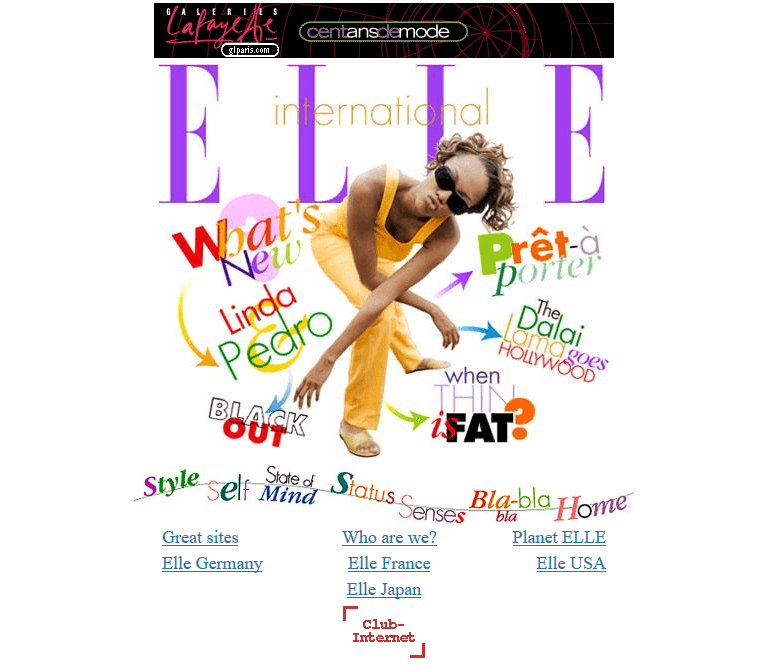 GALERIES
Lafayette
glparis.com
centansdemode
ELLE
international
What's
New
Prêt-à
porter
Linda
&
Pedro
The
Dalai
Lama goes
HOLLYWOOD
BLACK
OUT
when
THIN
is FAT?
Style
Self
State of
Mind
Status
Senses
Bla-bla
bla
Home
Great sites
Who are we?
Planet ELLE
Elle Germany
Elle France
Elle USA
Elle Japan
Club-
Internet